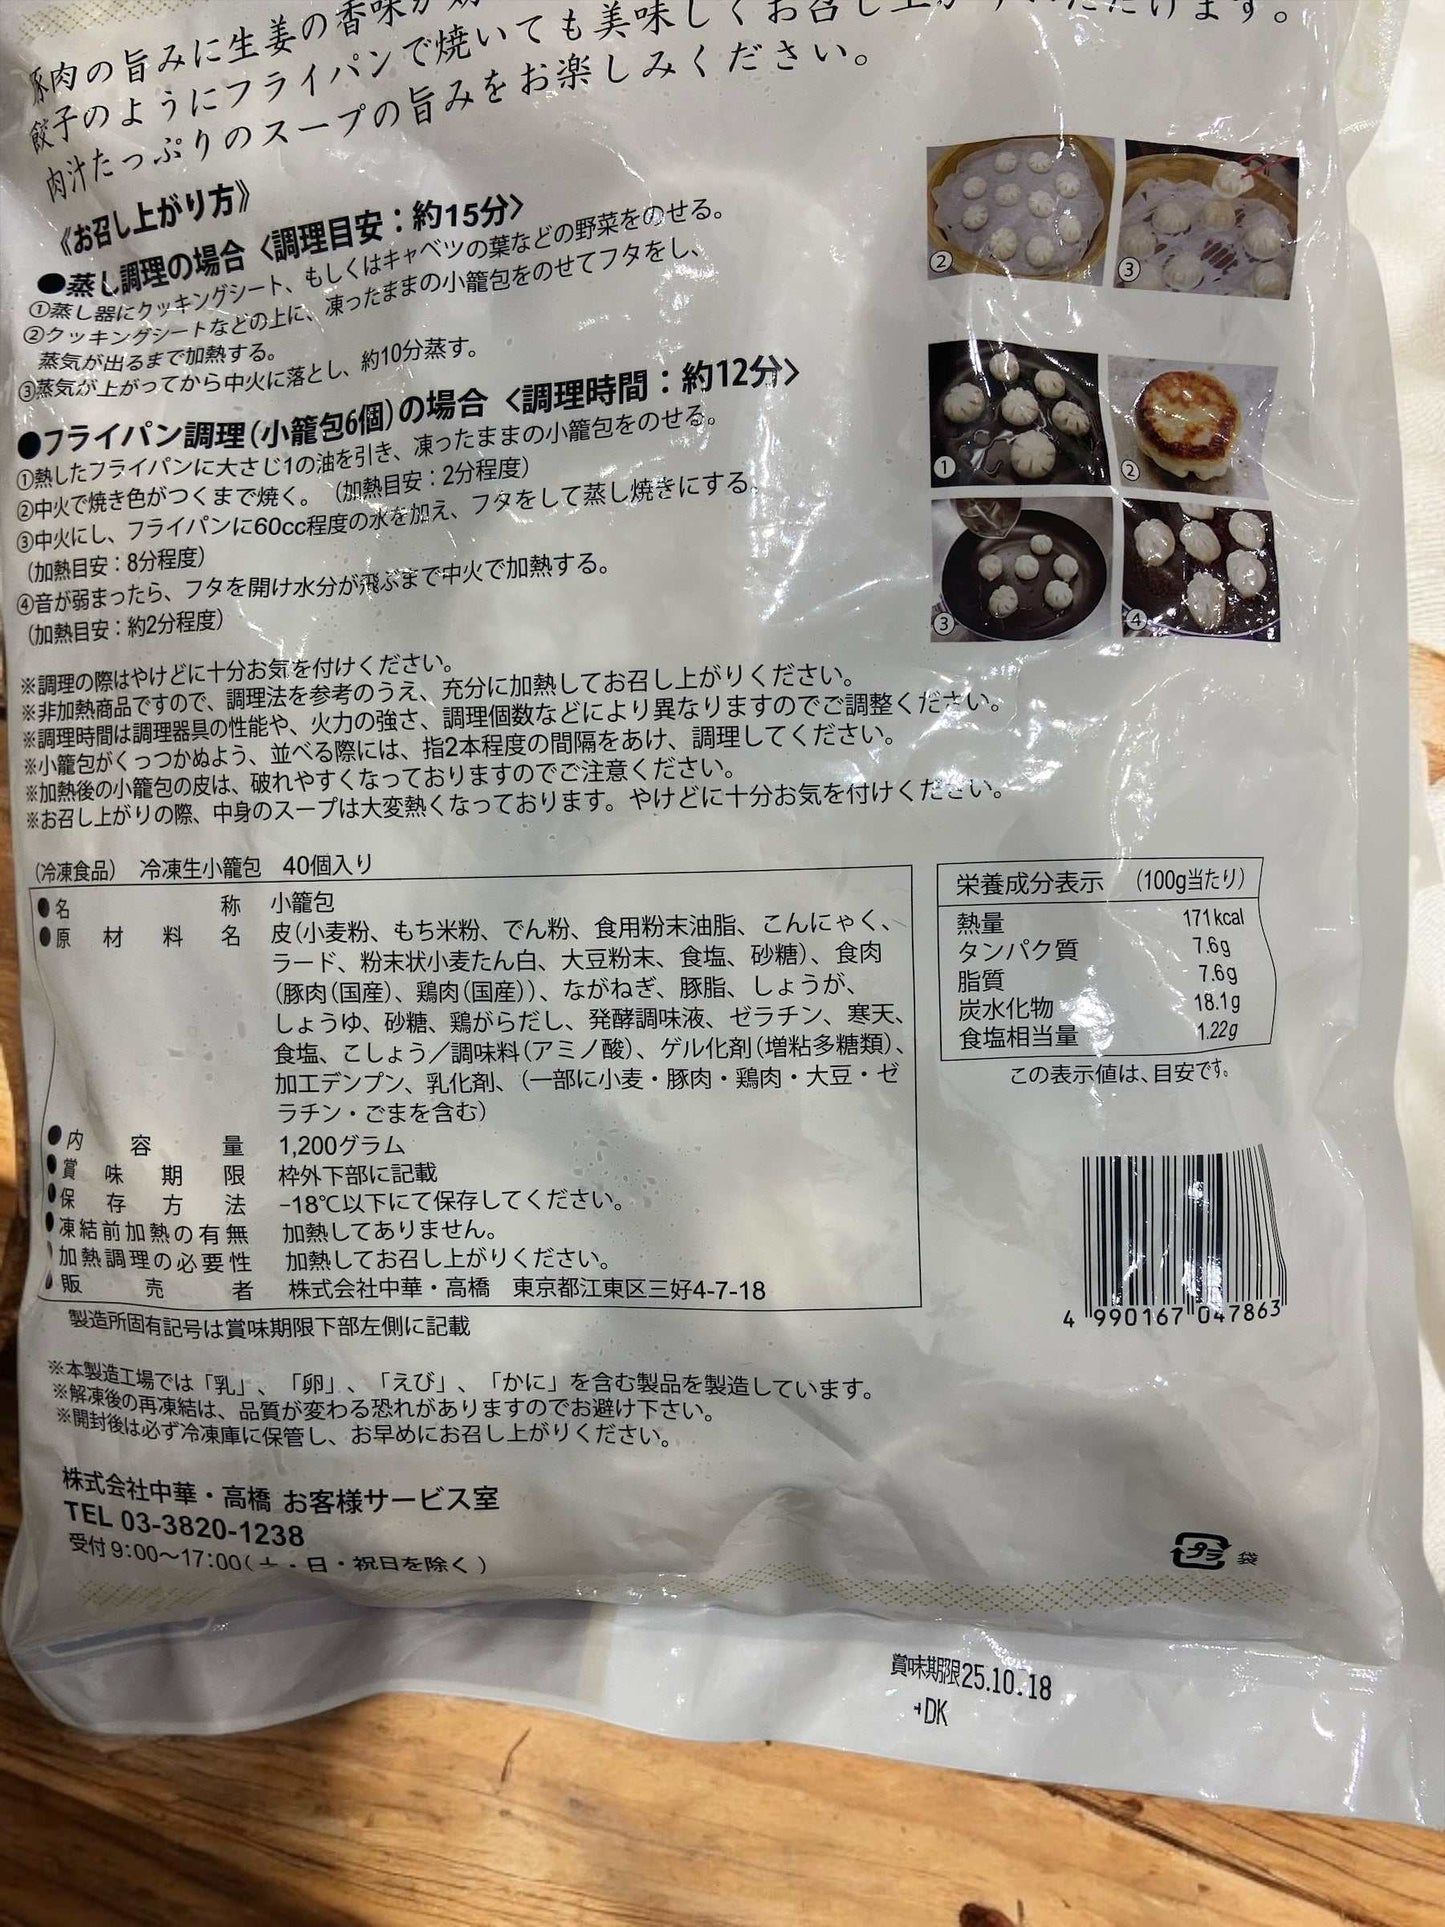 豚肉の旨みに生姜の香味が
餃子のようにフライパンで焼いても美味しくお召し上がりいただけます。
肉汁たっぷりのスープの旨みをお楽しみください。
《お召し上がり方》
●蒸し調理の場合〈調理目安：約15分〉
①蒸し器にクッキングシート、もしくはキャベツの葉などの野菜をのせる。
②クッキングシートなどの上に、凍ったままの小籠包をのせてフタをし、
蒸気が出るまで加熱する。
③蒸気が上がってから中火に落とし、約10分蒸す。
●フライパン調理(小籠包6個)の場合〈調理時間：約12分〉
①熱したフライパンに大さじ1の油を引き、凍ったままの小籠包をのせる。
②中火で焼き色がつくまで焼く。（加熱目安：2分程度）
③中火にし、フライパンに60cc程度の水を加え、フタをして蒸し焼きにする。
（加熱目安：8分程度）
④音が弱まったら、フタを開け水分が飛ぶまで中火で加熱する。
（加熱目安：約2分程度）
② ③
① ②
③ ④
※調理の際はやけどに十分お気を付けください。
※非加熱商品ですので、調理法を参考のうえ、充分に加熱してお召し上がりください。
※調理時間は調理器具の性能や、火力の強さ、調理個数などにより異なりますのでご調整ください。
※小籠包がくっつかぬよう、並べる際には、指2本程度の間隔をあけ、調理してください。
※加熱後の小籠包の皮は、破れやすくなっておりますのでご注意ください。
※お召し上がりの際、中身のスープは大変熱くなっております。やけどに十分お気を付けください。
（冷凍食品） 冷凍生小籠包 40個入り
●名称 小籠包
●原材料名 皮(小麦粉、もち米粉、でん粉、食用粉末油脂、こんにゃく、
ラード、粉末状小麦たん白、大豆粉末、食塩、砂糖)、食肉
(豚肉(国産)、鶏肉(国産))、ながねぎ、豚脂、しょうが、
しょうゆ、砂糖、鶏がらだし、発酵調味液、ゼラチン、寒天、
食塩、こしょう／調味料(アミノ酸)、ゲル化剤(増粘多糖類)、
加工デンプン、乳化剤、(一部に小麦・豚肉・鶏肉・大豆・ゼ
ラチン・ごまを含む)
●内容量 1,200グラム
●賞味期限 枠外下部に記載
●保存方法 −18℃以下にて保存してください。
●凍結前加熱の有無 加熱してありません。
●加熱調理の必要性 加熱してお召し上がりください。
●販売者 株式会社中華・高橋 東京都江東区三好4-7-18
製造所固有記号は賞味期限下部左側に記載
栄養成分表示 （100g当たり）
熱量 171kcal
タンパク質 7.6g
脂質 7.6g
炭水化物 18.1g
食塩相当量 1.22g
この表示値は、目安です。
4 990167 047863
※本製造工場では「乳」、「卵」、「えび」、「かに」を含む製品を製造しています。
※解凍後の再凍結は、品質が変わる恐れがありますのでお避け下さい。
※開封後は必ず冷凍庫に保管し、お早めにお召し上がりください。
株式会社中華・高橋 お客様サービス室
TEL 03-3820-1238
受付 9:00〜17:00(土・日・祝日を除く)
プラ 袋
賞味期限25.10.18
+DK